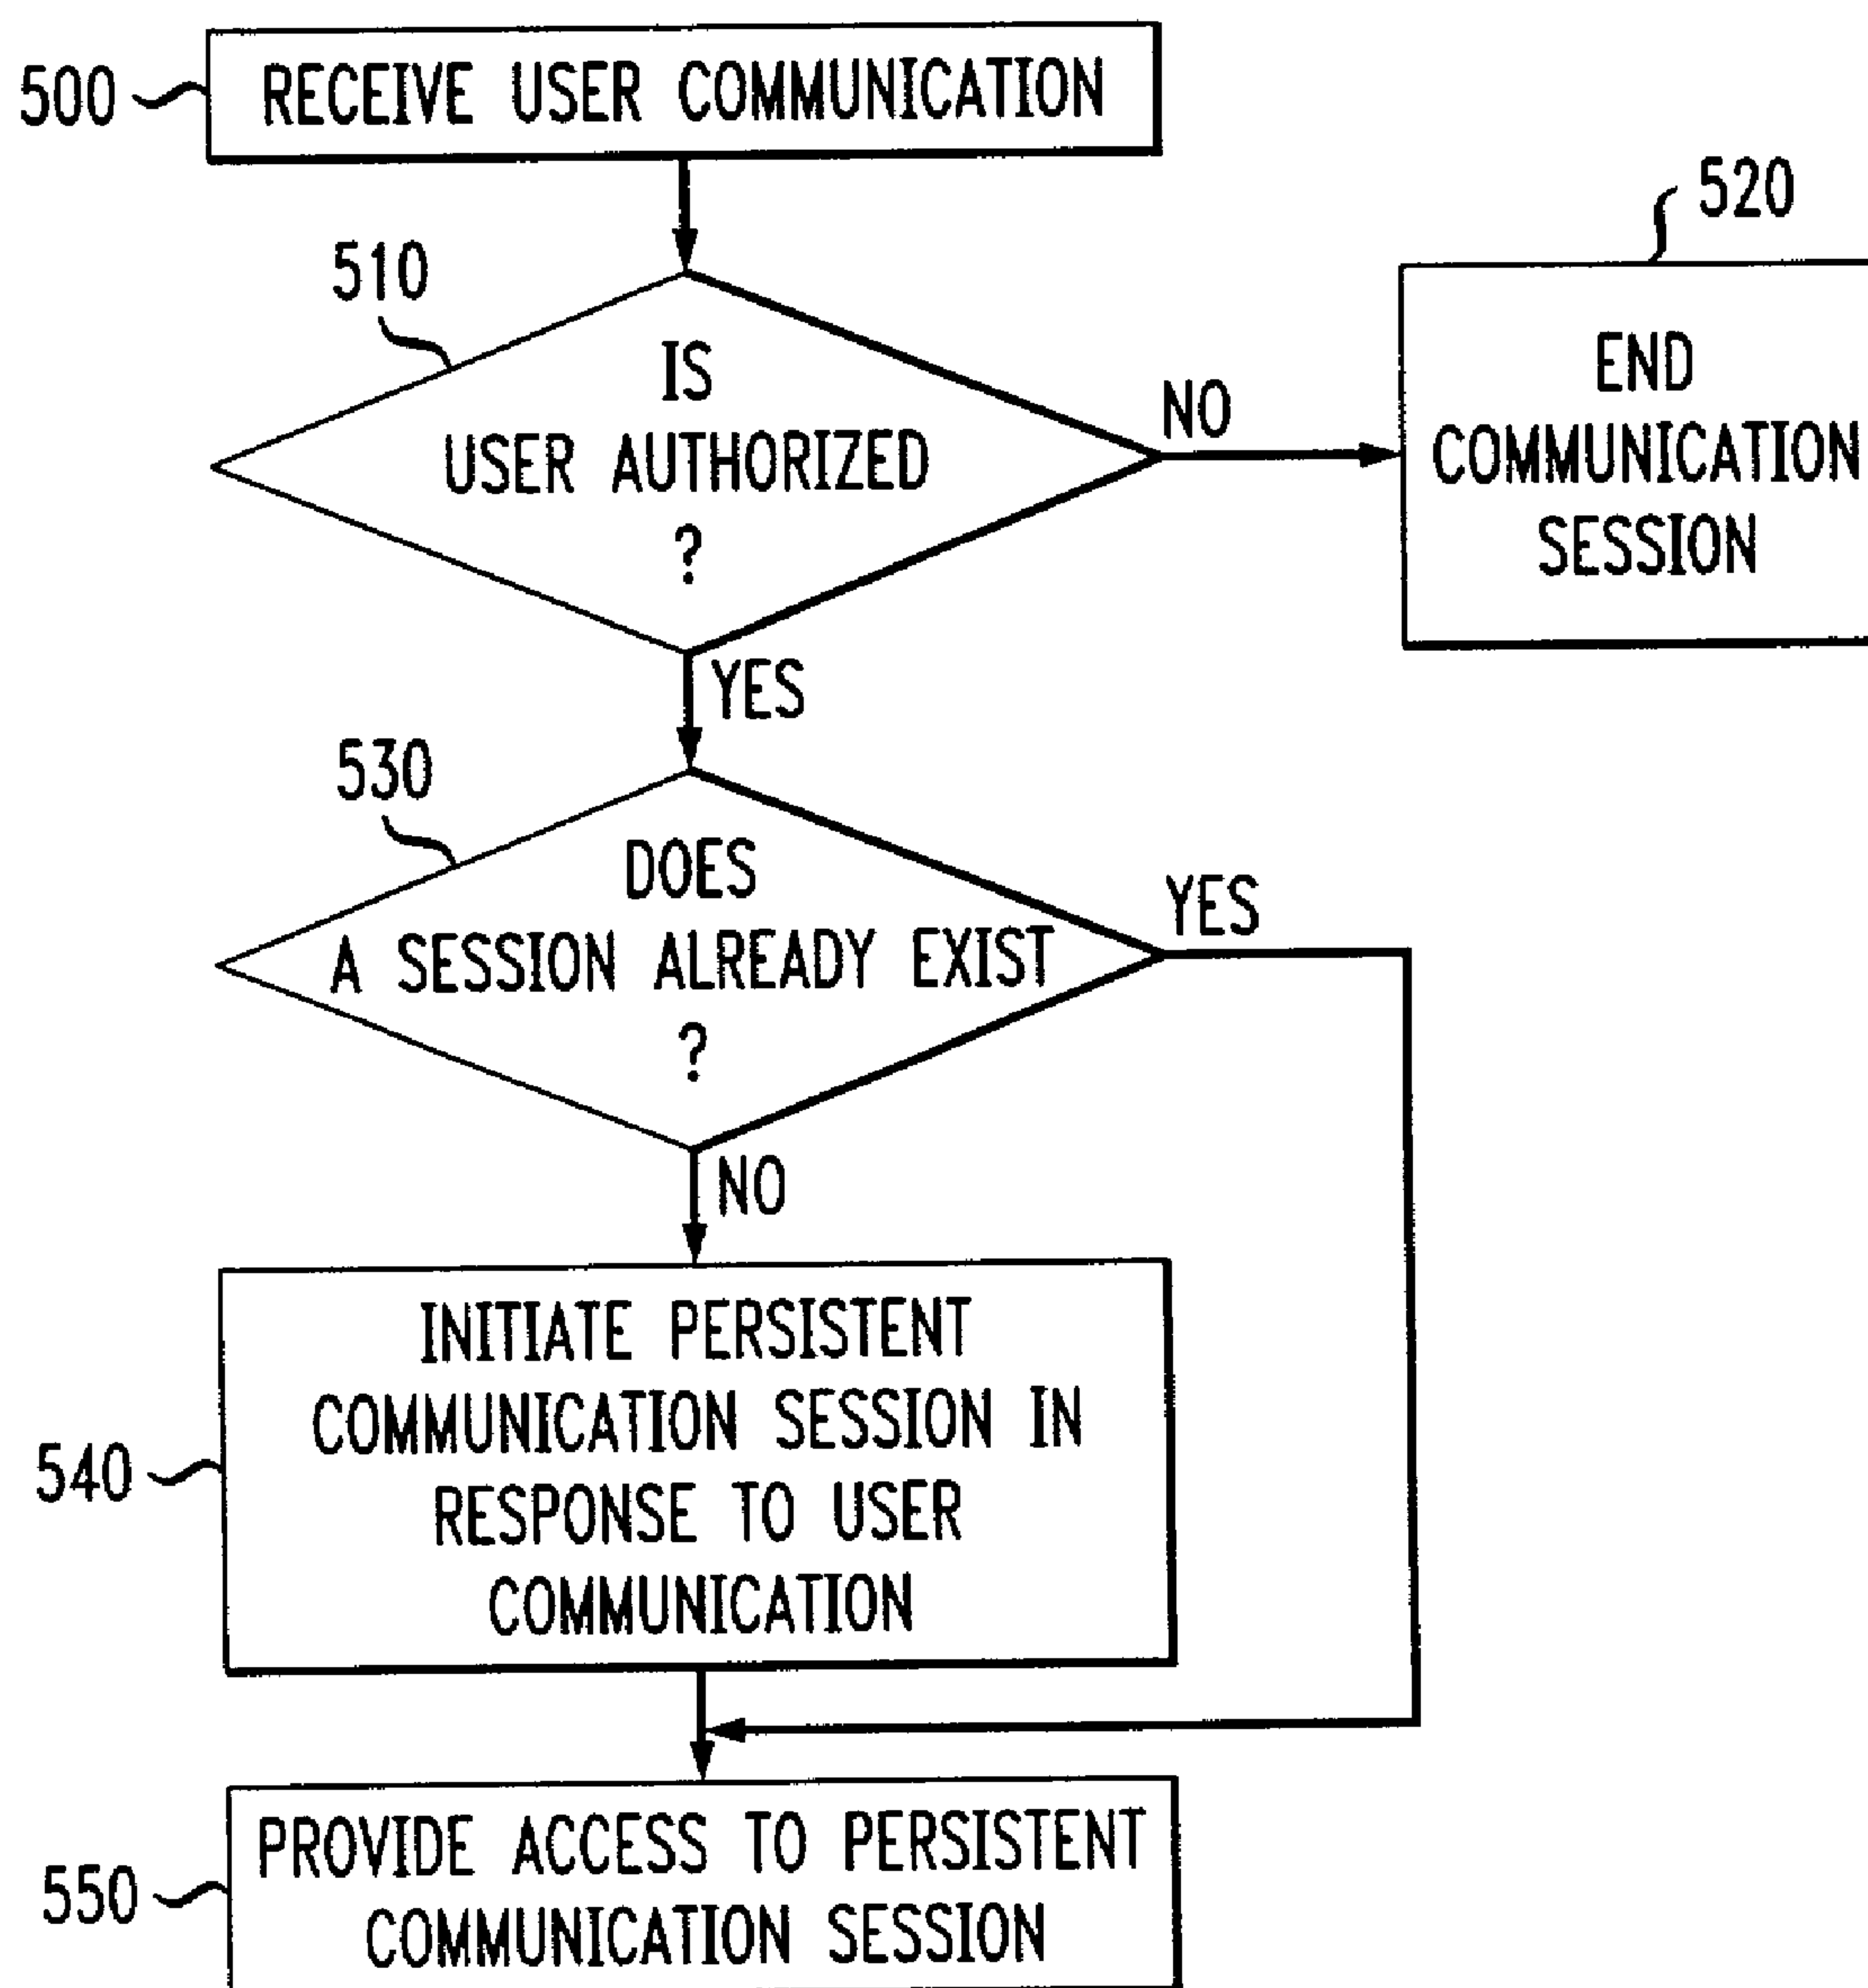 500
RECEIVE USER COMMUNICATION
520
510
IS
USER AUTHORIZED
?
NO
END
COMMUNICATION
SESSION
YES
530
DOES
A SESSION ALREADY EXIST
?
YES
NO
540
INITIATE PERSISTENT
COMMUNICATION SESSION IN
RESPONSE TO USER
COMMUNICATION
550
PROVIDE ACCESS TO PERSISTENT
COMMUNICATION SESSION